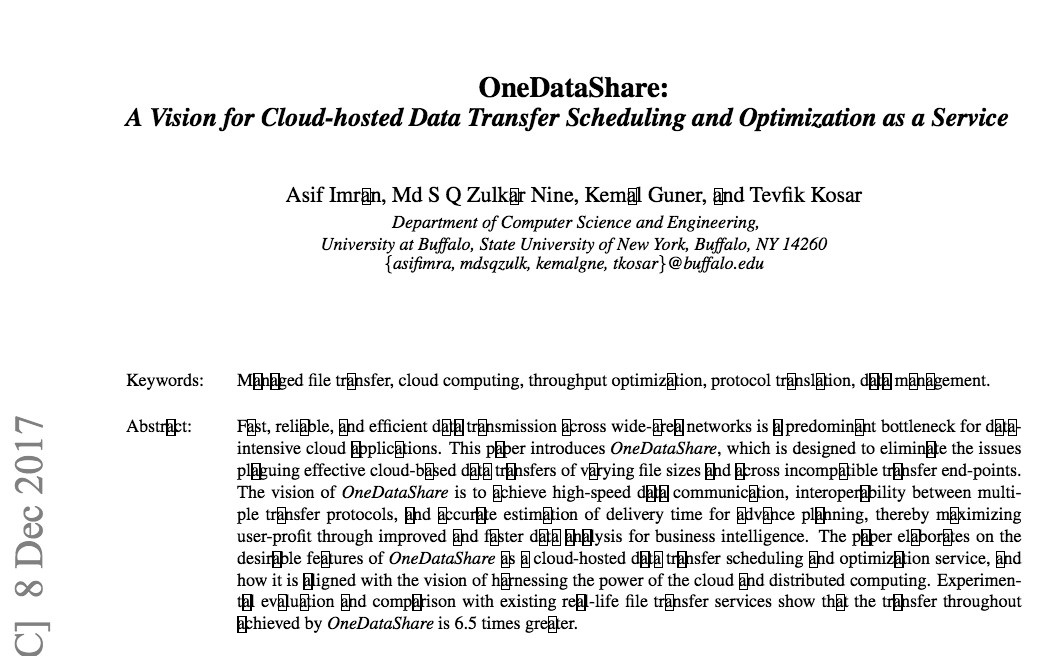 OneDataShare:
A Vision for Cloud-hosted Data Transfer Scheduling and Optimization as a Service
Asif Imran, Md S Q Zulkar Nine, Kemal Guner, and Tevfik Kosar
Department of Computer Science and Engineering,
University at Buffalo, State University of New York, Buffalo, NY 14260
{asifimra, mdsqzulk, kemalgne, tkosar}@buffalo.edu
Keywords: Managed file transfer, cloud computing, throughput optimization, protocol translation, data management.
Abstract: Fast, reliable, and efficient data transmission across wide-area networks is a predominant bottleneck for data-
intensive cloud applications. This paper introduces OneDataShare, which is designed to eliminate the issues
plaguing effective cloud-based data transfers of varying file sizes and across incompatible transfer end-points.
The vision of OneDataShare is to achieve high-speed data communication, interoperability between multi-
ple transfer protocols, and accurate estimation of delivery time for advance planning, thereby maximizing
user-profit through improved and faster data analysis for business intelligence. The paper elaborates on the
desirable features of OneDataShare as a cloud-hosted data transfer scheduling and optimization service, and
how it is aligned with the vision of harnessing the power of the cloud and distributed computing. Experimen-
tal evaluation and comparison with existing real-life file transfer services show that the transfer throughout
achieved by OneDataShare is 6.5 times greater.
C] 8 Dec 2017